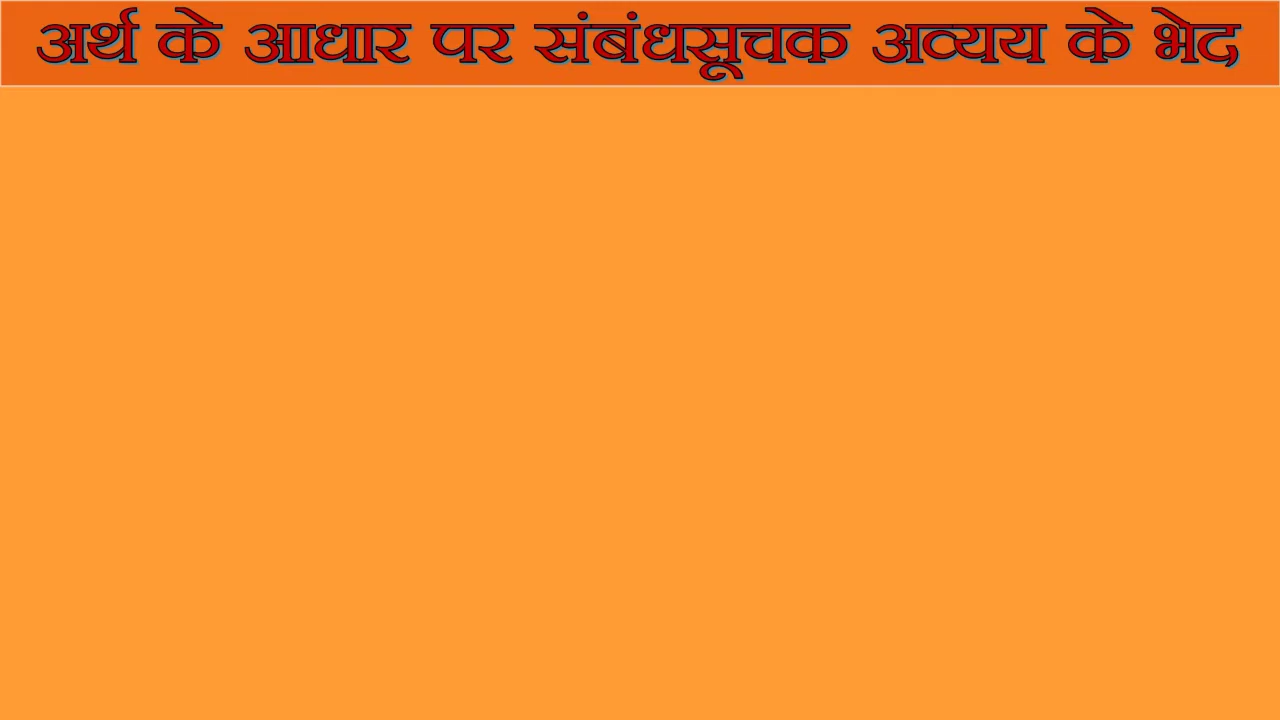 अर्थ के आधार पर संबंधसूचक अव्यय के भेद